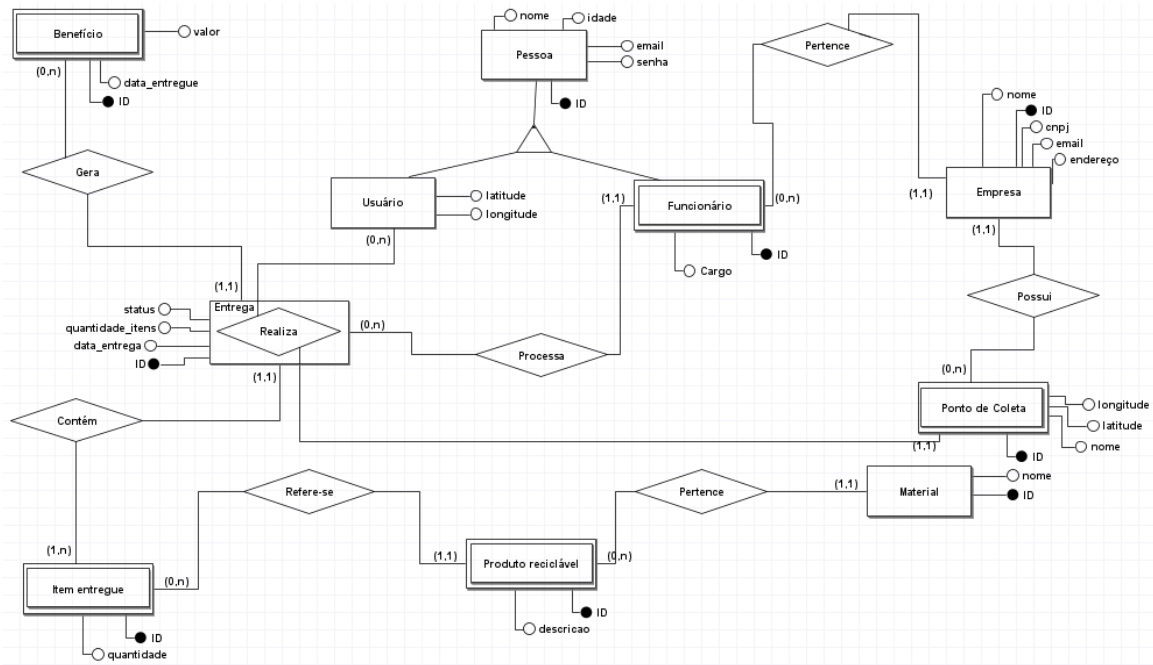 Benefício
valor
(0,n)
data_entregue
ID
nome
idade
Pessoa
email
senha
ID
Pertence
nome
ID
cnpj
email
endereço
Empresa
(1,1)
(1,1)
Gera
Usuário
latitude
longitude
(0,n)
(1,1)
Funcionário
(0,n)
ID
Cargo
Possui
(1,1)
Entrega
status
quantidade_itens
data_entrega
ID
Realiza
(0,n)
(1,1)
Processa
(0,n)
Ponto de Coleta
longitude
latitude
nome
ID
(1,1)
Contém
Refere-se
Pertence
(1,1)
Material
nome
ID
(1,n)
Item entregue
(0,n)
ID
quantidade
(1,1)
Produto reciclável
(0,n)
ID
descricao